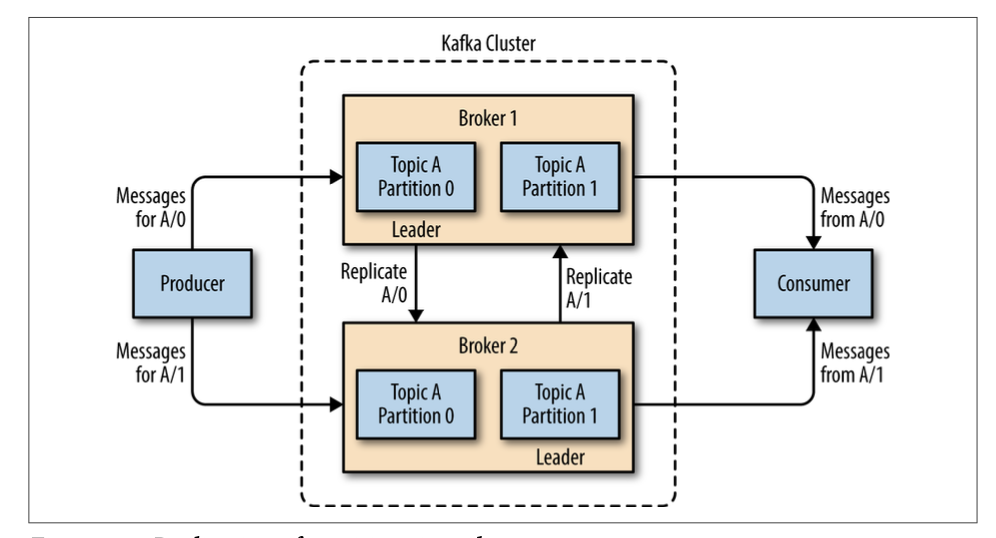 Kafka Cluster
Broker 1
Topic A
Partition 0
Topic A
Partition 1
Leader
Messages
for A/0
Messages
from A/0
Producer
Replicate
A/0
Replicate
A/1
Consumer
Messages
for A/1
Messages
from A/1
Broker 2
Topic A
Partition 0
Topic A
Partition 1
Leader